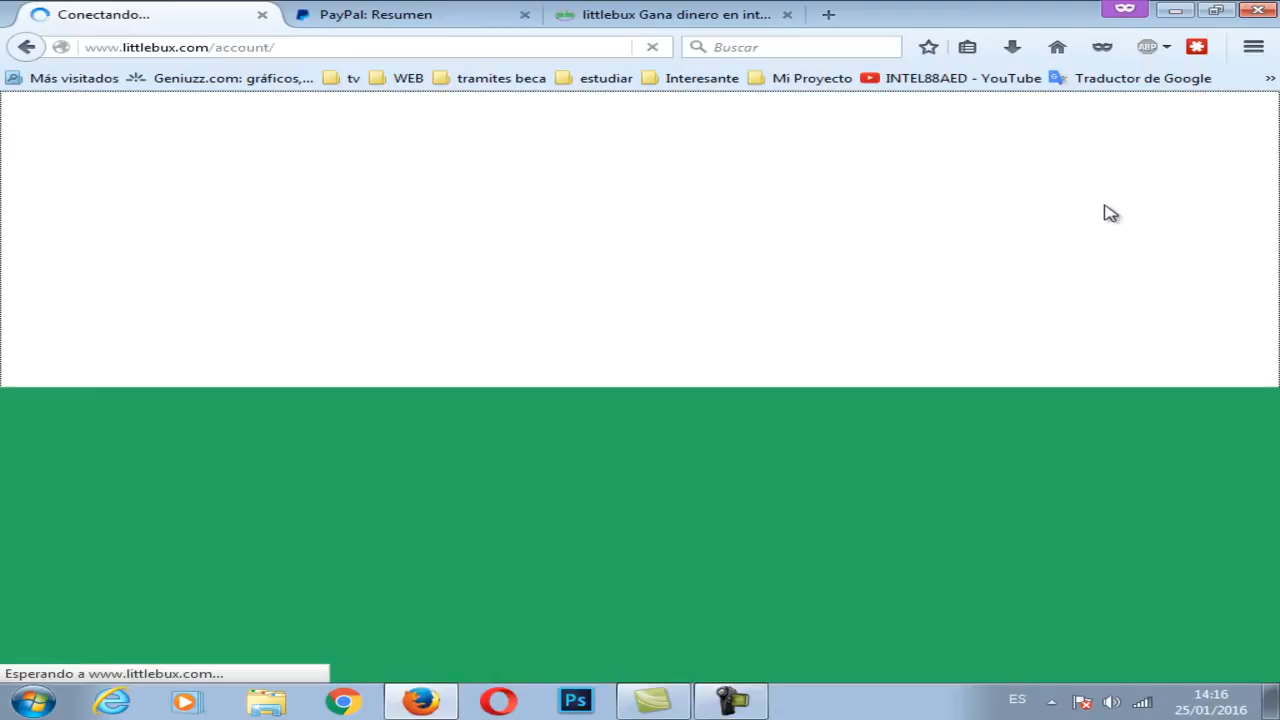 Conectando...
PayPal: Resumen
littlebux Gana dinero en int...
www.littlebux.com/account/
Buscar
ABP
Más visitados
Geniuzz.com: gráficos,...
tv
WEB
tramites beca
estudiar
Interesante
Mi Proyecto
INTEL88AED - YouTube
Traductor de Google
Esperando a www.littlebux.com...
Ps
ES
14:16
25/01/2016